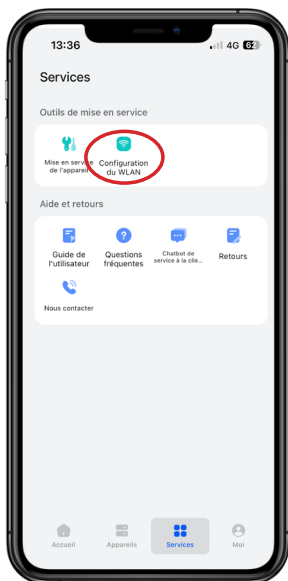 13:36
4G 62
Services
Outils de mise en service
Mise en service
de l'appareil
Configuration
du WLAN
Aide et retours
Guide de
l'utilisateur
Questions
fréquentes
Chatbot de
service à la clie...
Retours
Nous contacter
Accueil
Appareils
Services
Moi